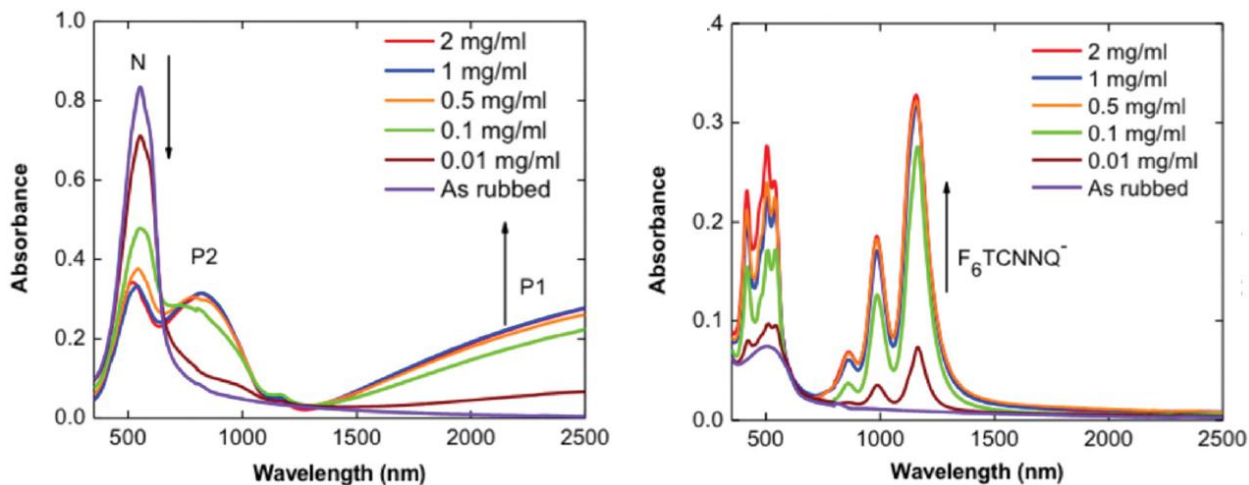 1.0
0.8
0.6
0.4
0.2
0.0
Absorbance
N
P2
P1
2 mg/ml
1 mg/ml
0.5 mg/ml
0.1 mg/ml
0.01 mg/ml
As rubbed
500 1000 1500 2000 2500
Wavelength (nm)
.4
0.3
0.2
0.1
0.0
Absorbance
2 mg/ml
1 mg/ml
0.5 mg/ml
0.1 mg/ml
0.01 mg/ml
As rubbed
F₆TCNNQ⁻
500 1000 1500 2000 2500
Wavelength (nm)